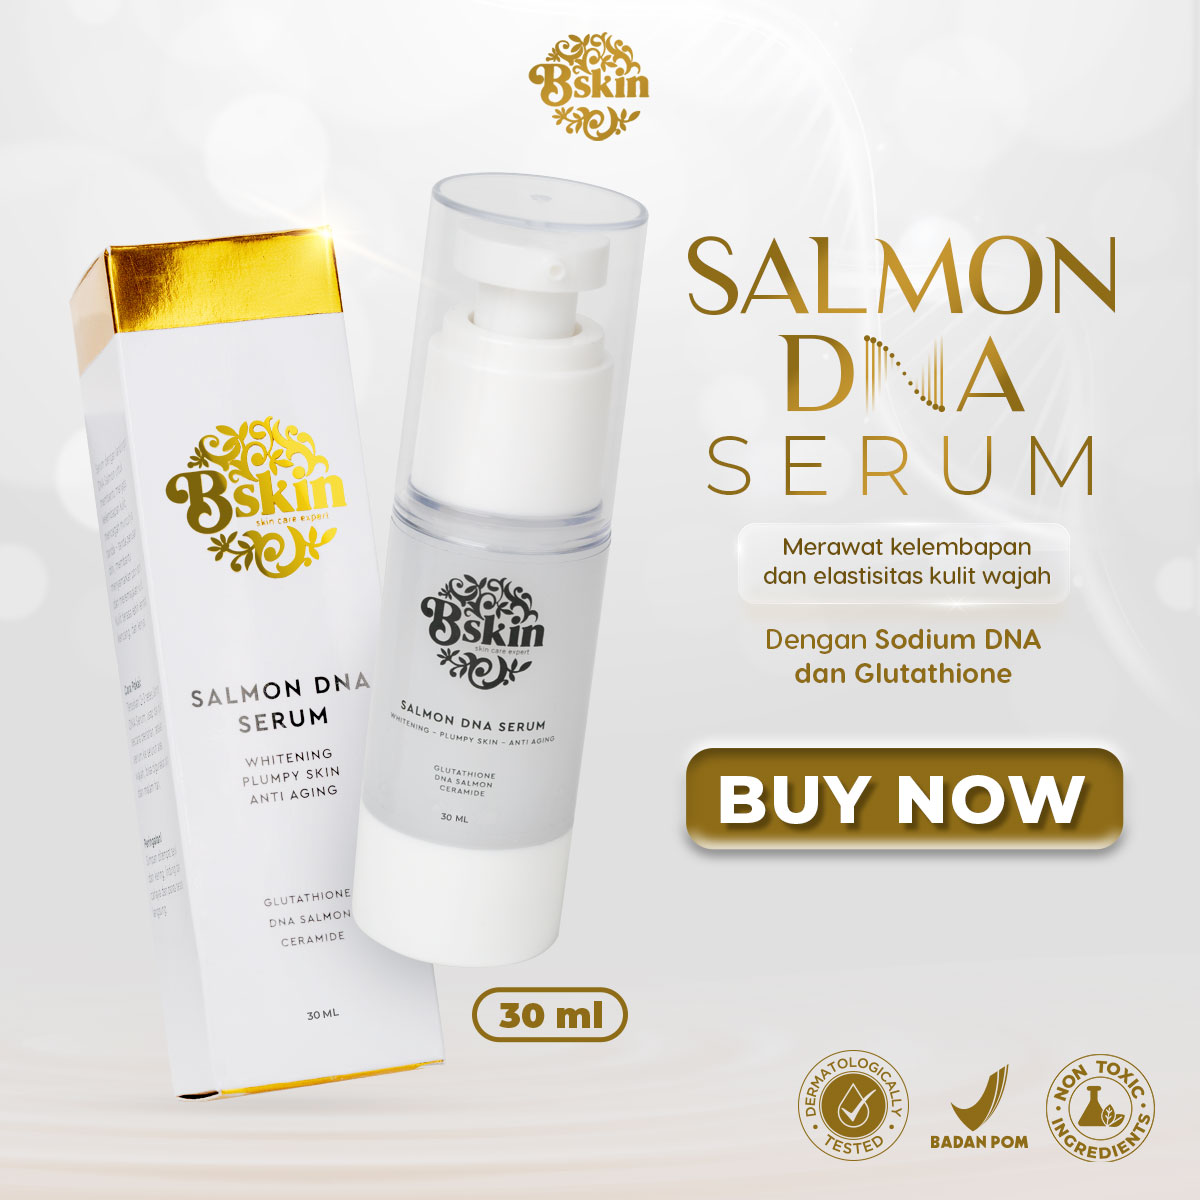 Bskin
SALMON
DNA
SERUM
Merawat kelembapan
dan elastisitas kulit wajah
Dengan Sodium DNA
dan Glutathione
BUY NOW
Bskin
skin care expert
SALMON DNA
SERUM
WHITENING
PLUMPY SKIN
ANTI AGING
GLUTATHIONE
DNA SALMON
CERAMIDE
30 ML
Bskin
skin care expert
SALMON DNA SERUM
WHITENING - PLUMPY SKIN - ANTI AGING
GLUTATHIONE
DNA SALMON
CERAMIDE
30 ML
30 ml
DERMATOLOGICALLY
TESTED
BADAN POM
NON TOXIC
INGREDIENTS